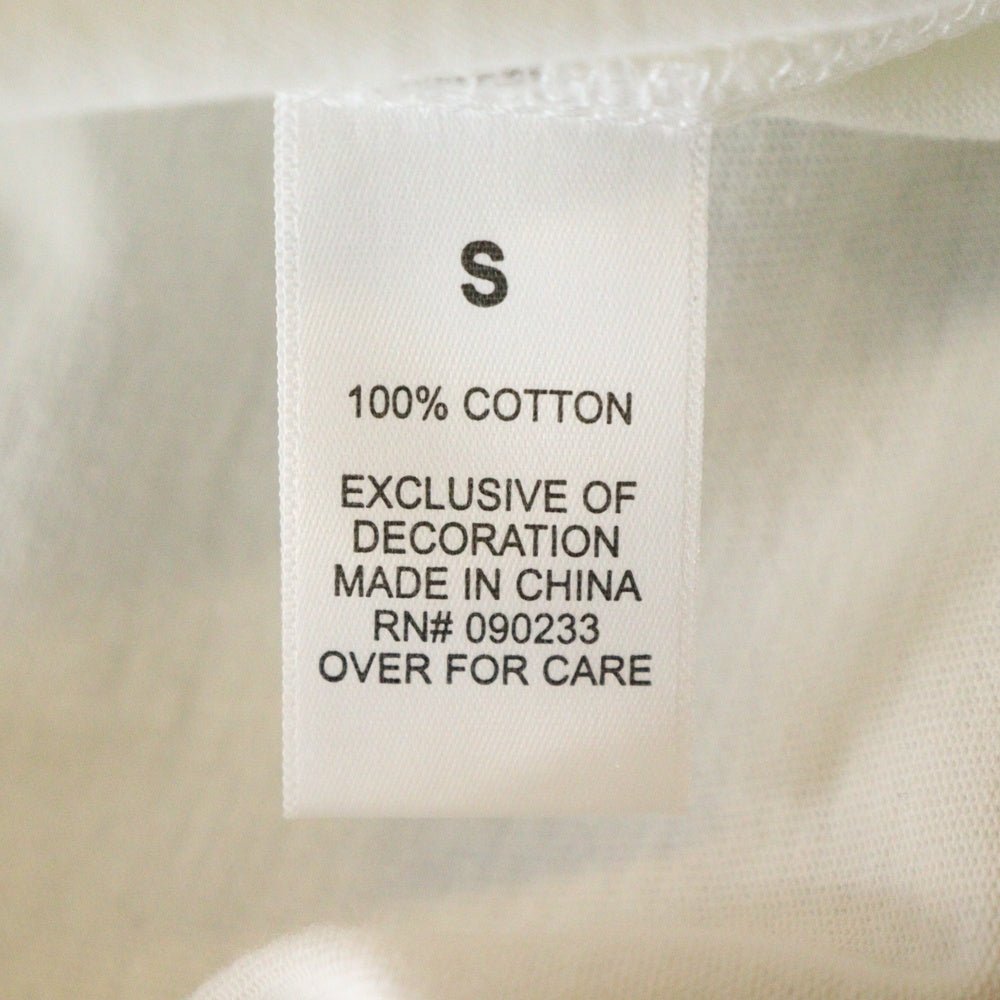 S
100% COTTON
EXCLUSIVE OF
DECORATION
MADE IN CHINA
RN# 090233
OVER FOR CARE